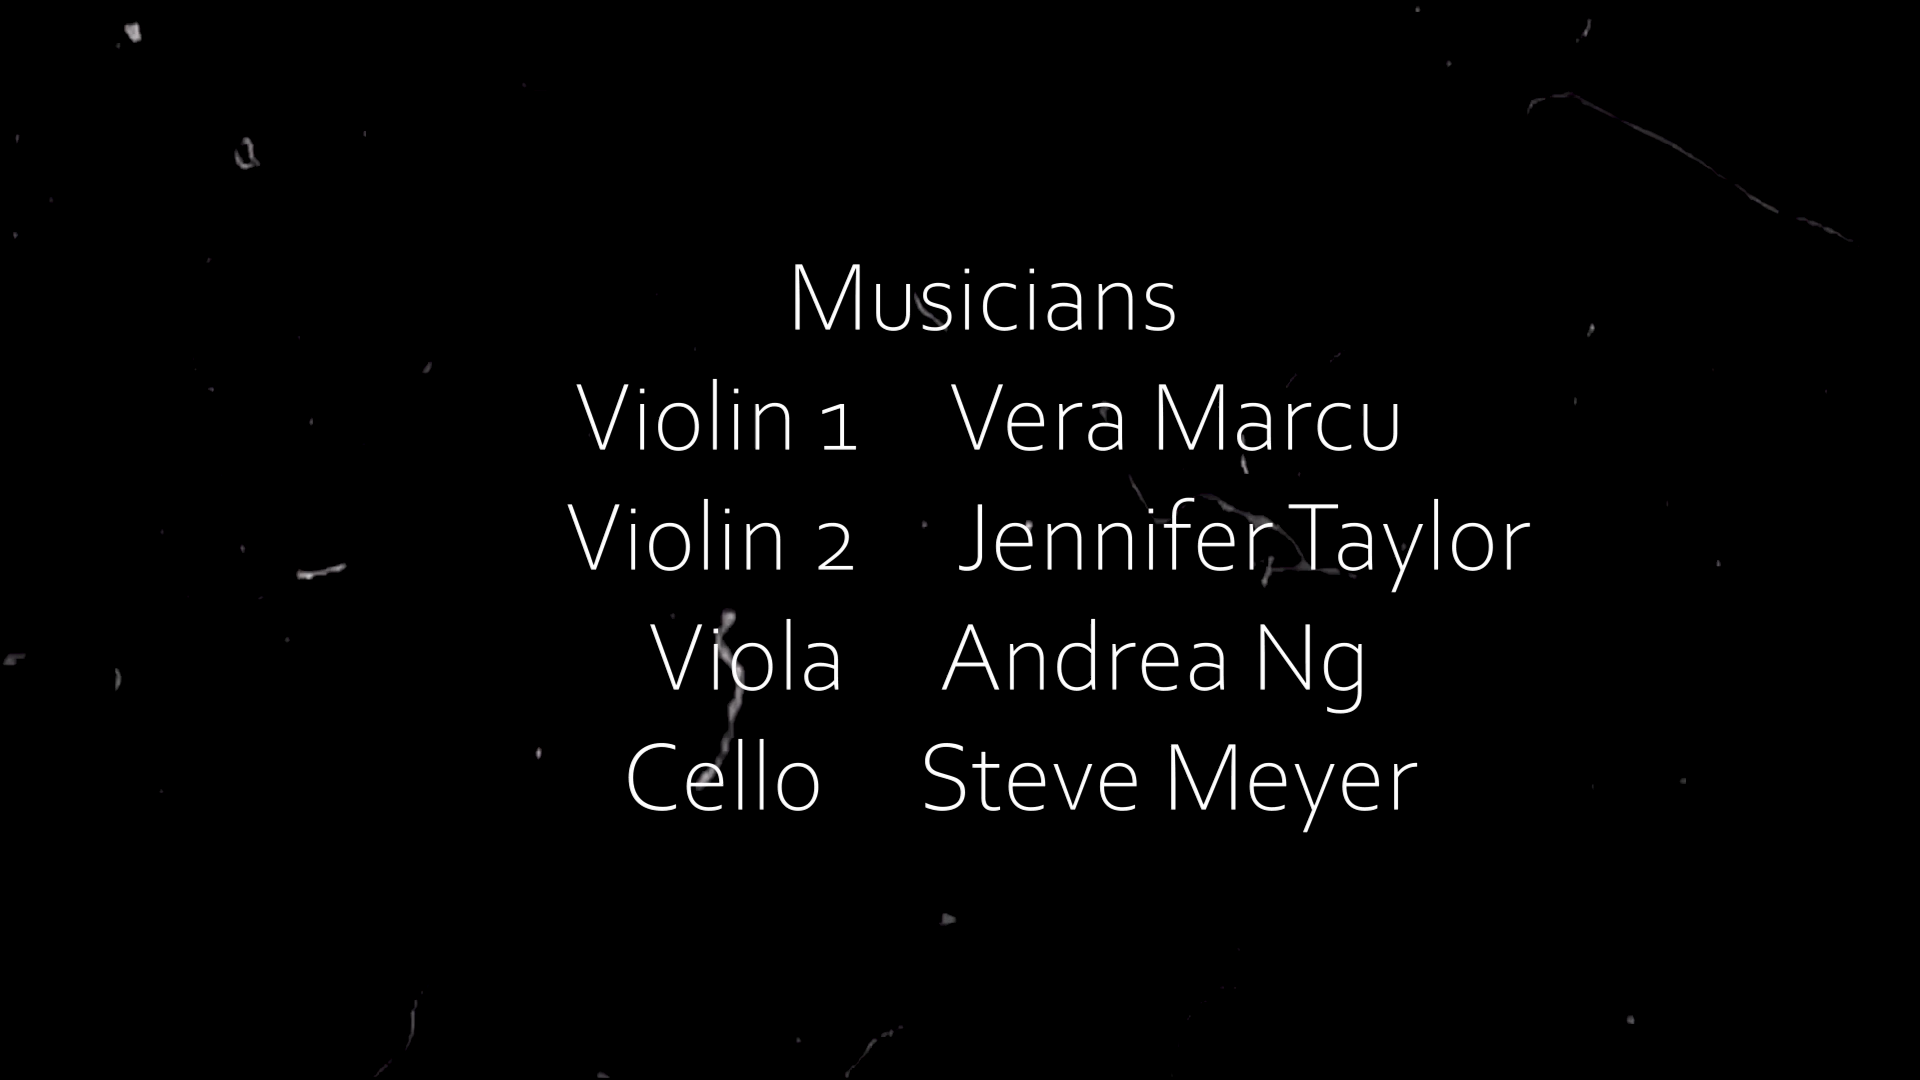 Musicians
Violin 1 Vera Marcu
Violin 2 Jennifer Taylor
Viola Andrea Ng
Cello Steve Meyer